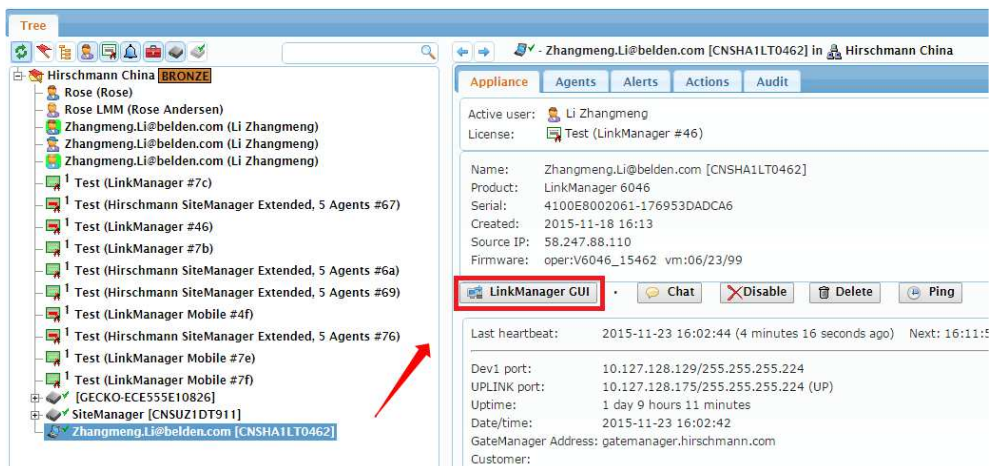 Tree
Hirschmann China BRONZE
Rose (Rose)
Rose LMM (Rose Andersen)
Zhangmeng.Li@belden.com (Li Zhangmeng)
Zhangmeng.Li@belden.com (Li Zhangmeng)
Zhangmeng.Li@belden.com (Li Zhangmeng)
1 Test (LinkManager #7c)
1 Test (Hirschmann SiteManager Extended, 5 Agents #67)
1 Test (LinkManager #46)
1 Test (LinkManager #7b)
1 Test (Hirschmann SiteManager Extended, 5 Agents #6a)
1 Test (Hirschmann SiteManager Extended, 5 Agents #69)
1 Test (LinkManager Mobile #4f)
1 Test (Hirschmann SiteManager Extended, 5 Agents #76)
1 Test (LinkManager Mobile #7e)
1 Test (LinkManager Mobile #7f)
[GECKO-ECE555E10826]
SiteManager [CNSUZ1DT911]
Zhangmeng.Li@belden.com [CNSHA1LT0462]
- Zhangmeng.Li@belden.com [CNSHA1LT0462] in Hirschmann China
Appliance Agents Alerts Actions Audit
Active user: Li Zhangmeng
License: Test (LinkManager #46)
Name: Zhangmeng.Li@belden.com [CNSHA1LT0462]
Product: LinkManager 6046
Serial: 4100E8002061-176953DADCA6
Created: 2015-11-18 16:13
Source IP: 58.247.88.110
Firmware: oper:V6046_15462 vm:06/23/99
LinkManager GUI · Chat Disable Delete Ping
Last heartbeat: 2015-11-23 16:02:44 (4 minutes 16 seconds ago) Next: 16:11:5
Dev1 port: 10.127.128.129/255.255.255.224
UPLINK port: 10.127.128.175/255.255.255.224 (UP)
Uptime: 1 day 9 hours 11 minutes
Date/time: 2015-11-23 16:02:42
GateManager Address: gatemanager.hirschmann.com
Customer: